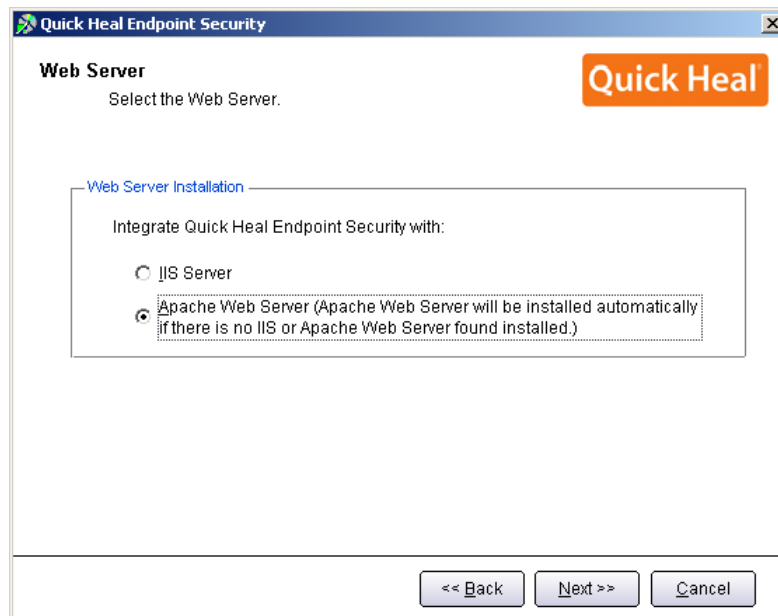 Quick Heal Endpoint Security
Web Server
Quick Heal
Select the Web Server.
Web Server Installation
Integrate Quick Heal Endpoint Security with:
IIS Server
Apache Web Server (Apache Web Server will be installed automatically
if there is no IIS or Apache Web Server found installed.)
<< Back Next >> Cancel